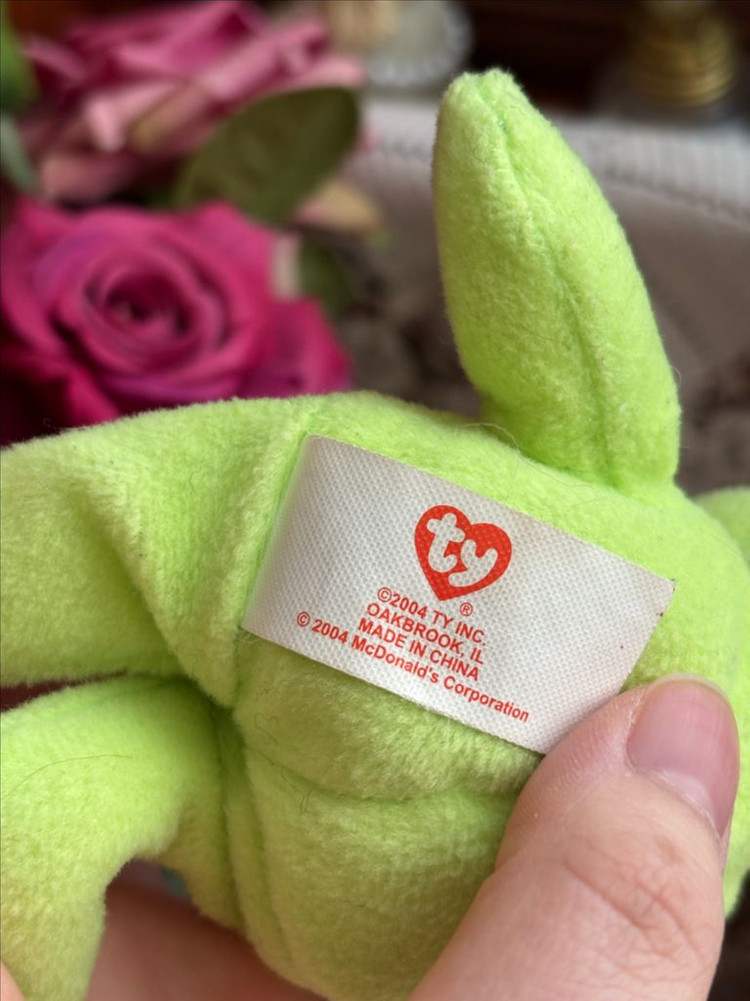 ty
®
©2004 TY INC.
OAKBROOK, IL
MADE IN CHINA
© 2004 McDonald's Corporation